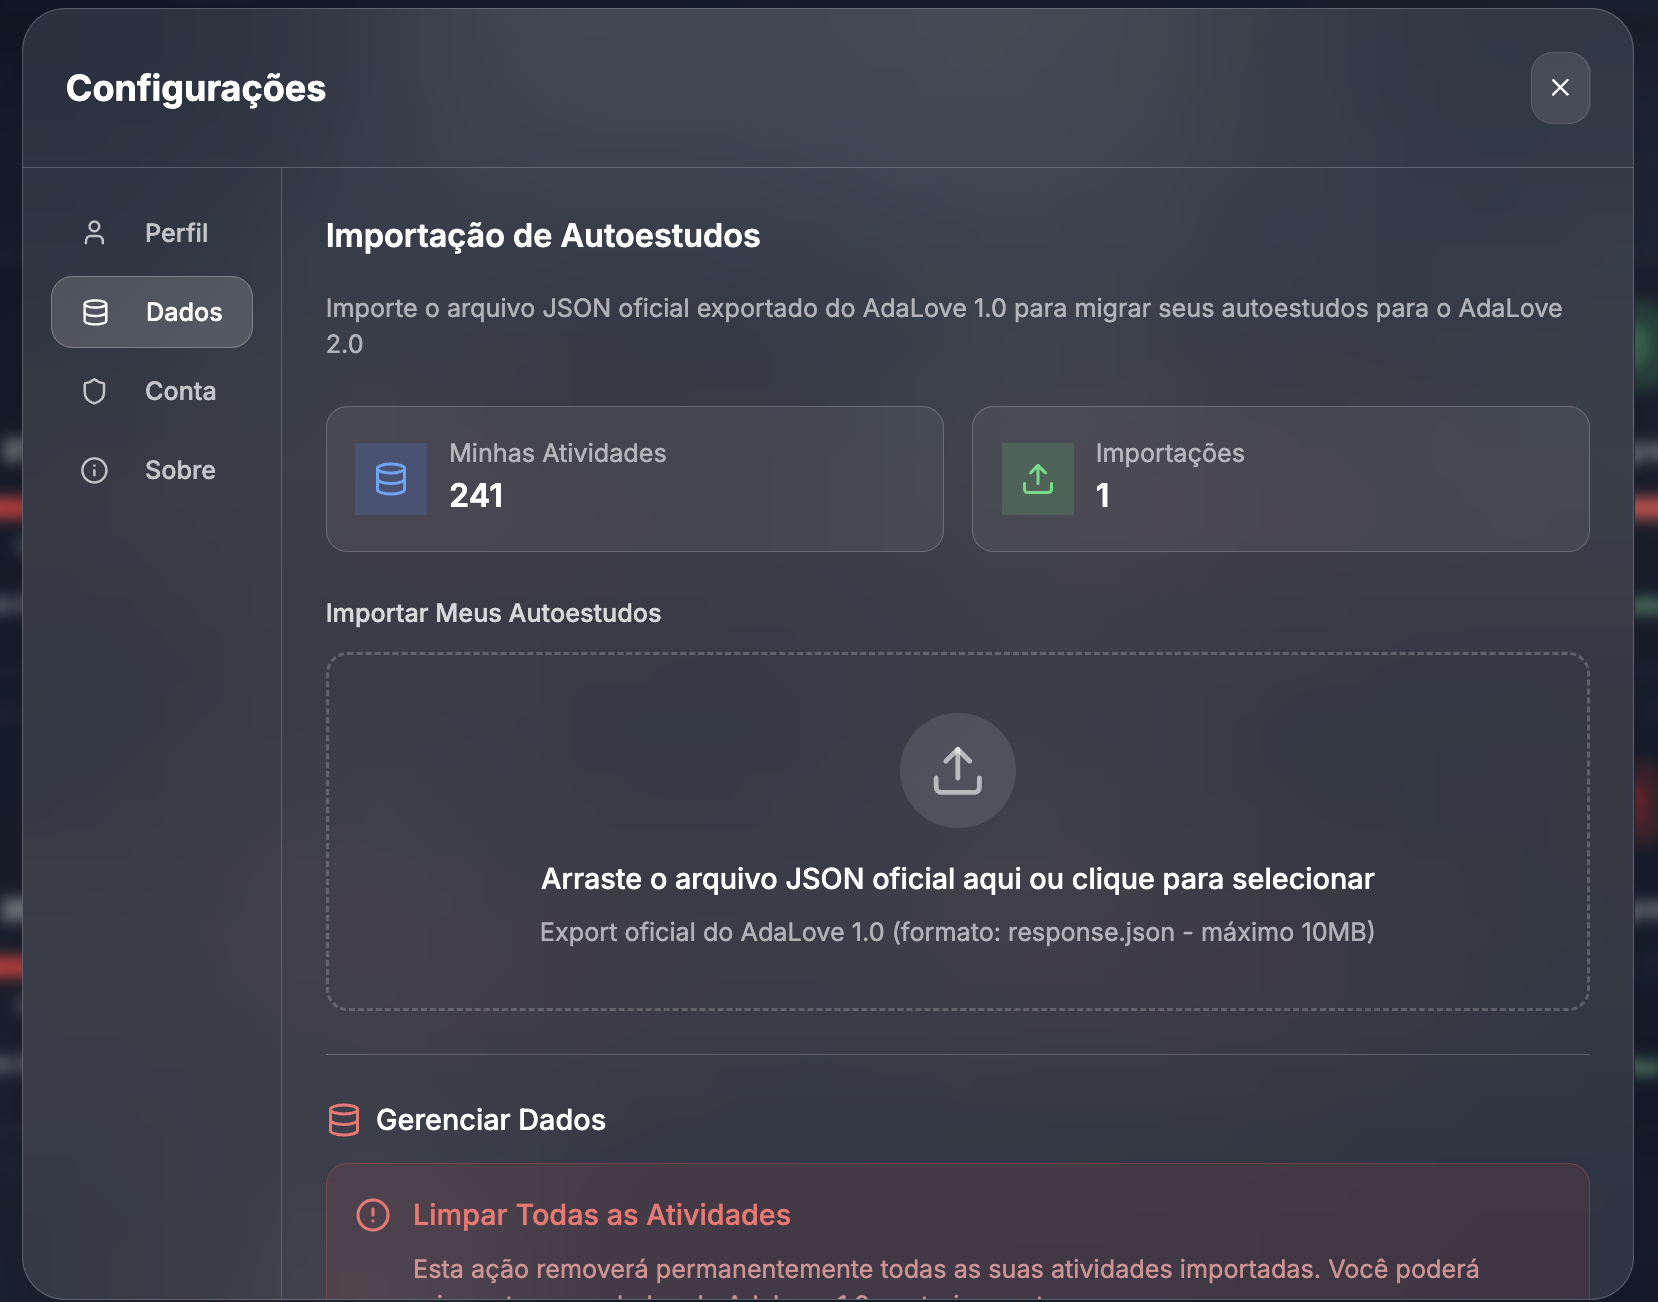 Configurações
Perfil
Dados
Conta
Sobre
Importação de Autoestudos
Importe o arquivo JSON oficial exportado do AdaLove 1.0 para migrar seus autoestudos para o AdaLove
2.0
Minhas Atividades
241
Importações
1
Importar Meus Autoestudos
Arraste o arquivo JSON oficial aqui ou clique para selecionar
Export oficial do AdaLove 1.0 (formato: response.json - máximo 10MB)
Gerenciar Dados
Limpar Todas as Atividades
Esta ação removerá permanentemente todas as suas atividades importadas. Você poderá